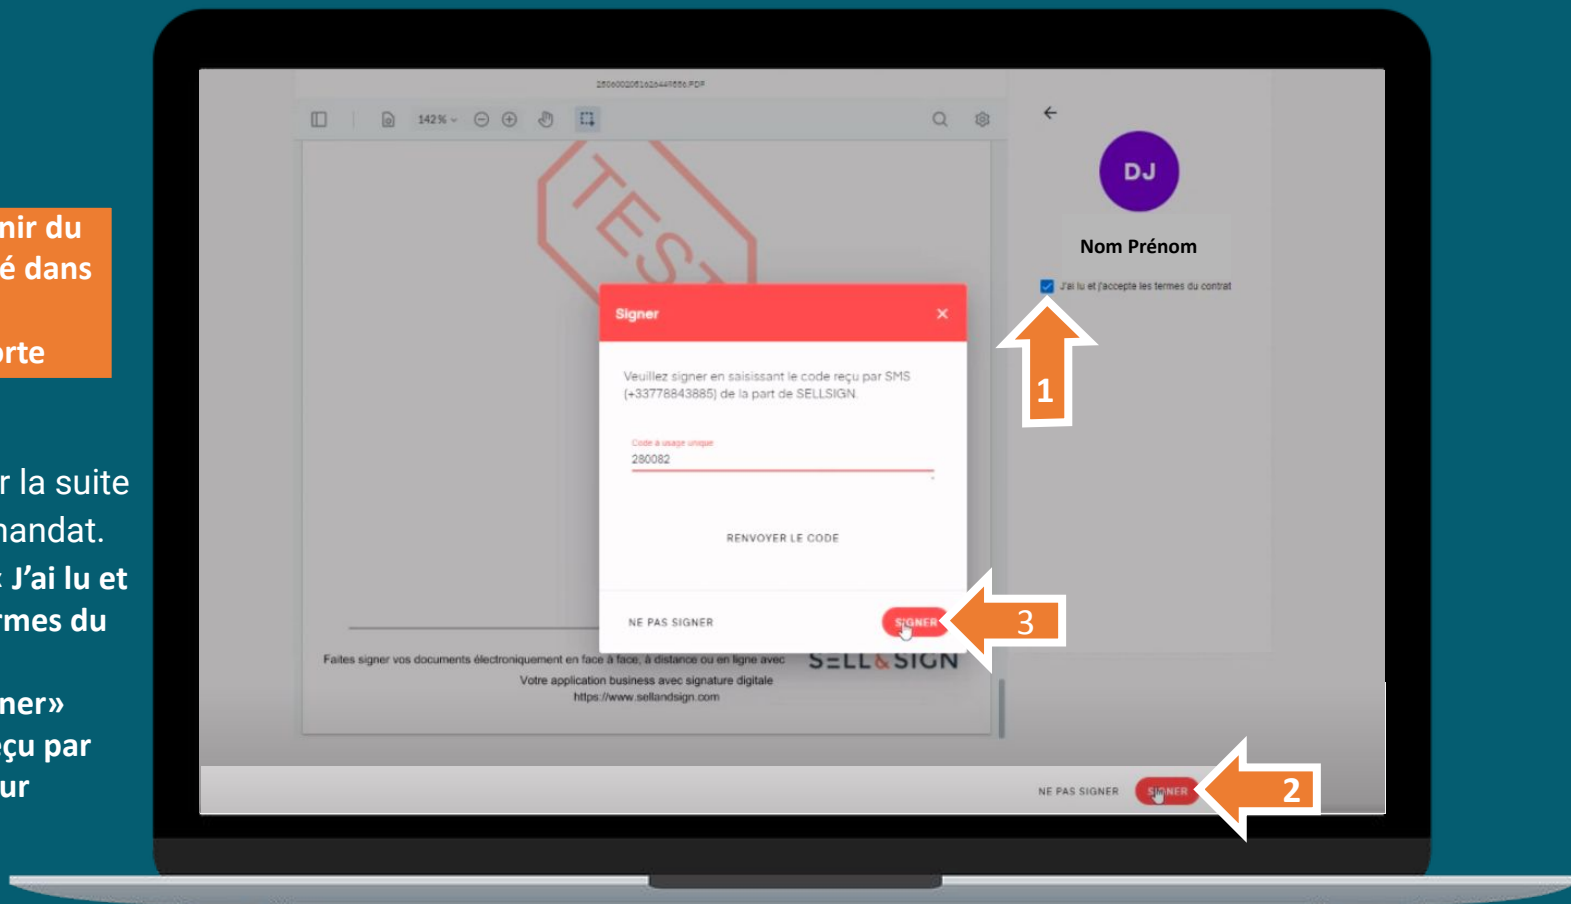 nir du
é dans
orte
r la suite
nandat.
« J'ai lu et
rmes du
ner»
eçu par
ur
142%
TEST
Faites signer vos documents électroniquement en face à face, à distance ou en ligne avec
SELL&SIGN
Votre application business avec signature digitale
https://www.sellandsign.com
Signer
Veuillez signer en saisissant le code reçu par SMS
(+33778843885) de la part de SELLSIGN.
Code à usage unique
280082
RENVOYER LE CODE
NE PAS SIGNER
SIGNER
3
DJ
Nom Prénom
J'ai lu et j'accepte les termes du contrat
1
NE PAS SIGNER
SIGNER
2